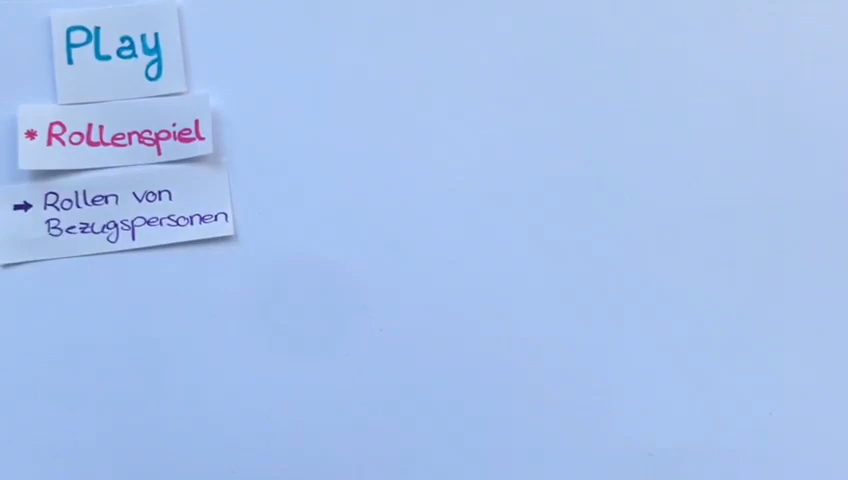 Play
* Rollenspiel
➡ Rollen von
Bezugspersonen